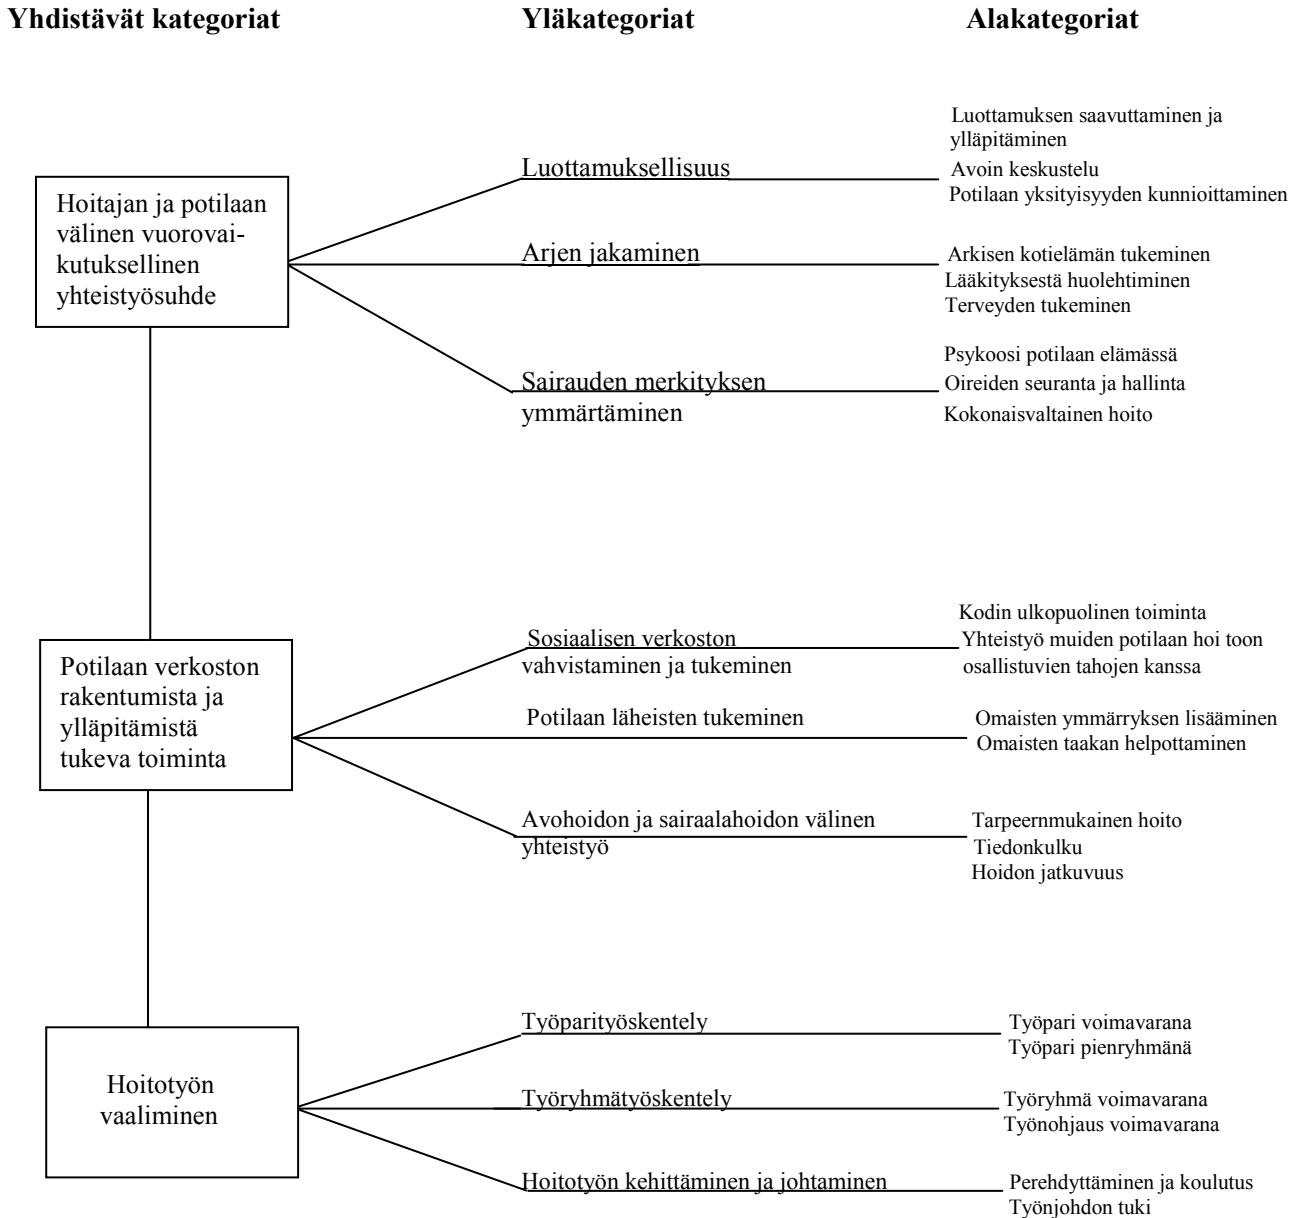 Yhdistävät kategoriat
Yläkategoriat
Alakategoriat
Hoitajan ja potilaan
välinen vuorovai-
kutuksellinen
yhteistyösuhde
Luottamuksellisuus
Luottamuksen saavuttaminen ja
ylläpitäminen
Avoin keskustelu
Potilaan yksityisyyden kunnioittaminen
Arjen jakaminen
Arkisen kotielämän tukeminen
Lääkityksestä huolehtiminen
Terveyden tukeminen
Sairauden merkityksen
ymmärtäminen
Psykoosi potilaan elämässä
Oireiden seuranta ja hallinta
Kokonaisvaltainen hoito
Potilaan verkoston
rakentumista ja
ylläpitämistä
tukeva toiminta
Sosiaalisen verkoston
vahvistaminen ja tukeminen
Kodin ulkopuolinen toiminta
Yhteistyö muiden potilaan hoi toon
osallistuvien tahojen kanssa
Potilaan läheisten tukeminen
Omaisten ymmärryksen lisääminen
Omaisten taakan helpottaminen
Avohoidon ja sairaalahoidon välinen
yhteistyö
Tarpeernmukainen hoito
Tiedonkulku
Hoidon jatkuvuus
Hoitotyön
vaaliminen
Työparityöskentely
Työpari voimavarana
Työpari pienryhmänä
Työryhmätyöskentely
Työryhmä voimavarana
Työnohjaus voimavarana
Hoitotyön kehittäminen ja johtaminen
Perehdyttäminen ja koulutus
Työnjohdon tuki